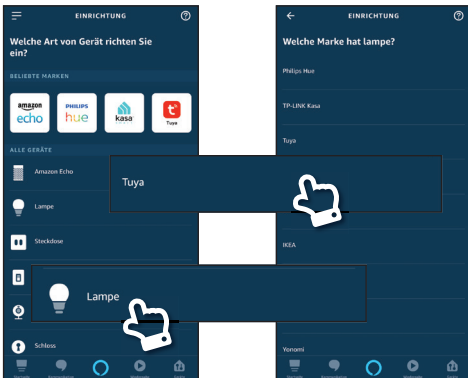 EINRICHTUNG
Welche Art von Gerät richten Sie
ein?
BELIEBTE MARKEN
amazon
echo
PHILIPS
hue
kasa
Tuya
ALLE GERÄTE
Amazon Echo
Lampe
Steckdose
Lampe
Schloss
EINRICHTUNG
Welche Marke hat lampe?
Philips Hue
TP-LINK Kasa
Tuya
Tuya
IKEA
Yonomi